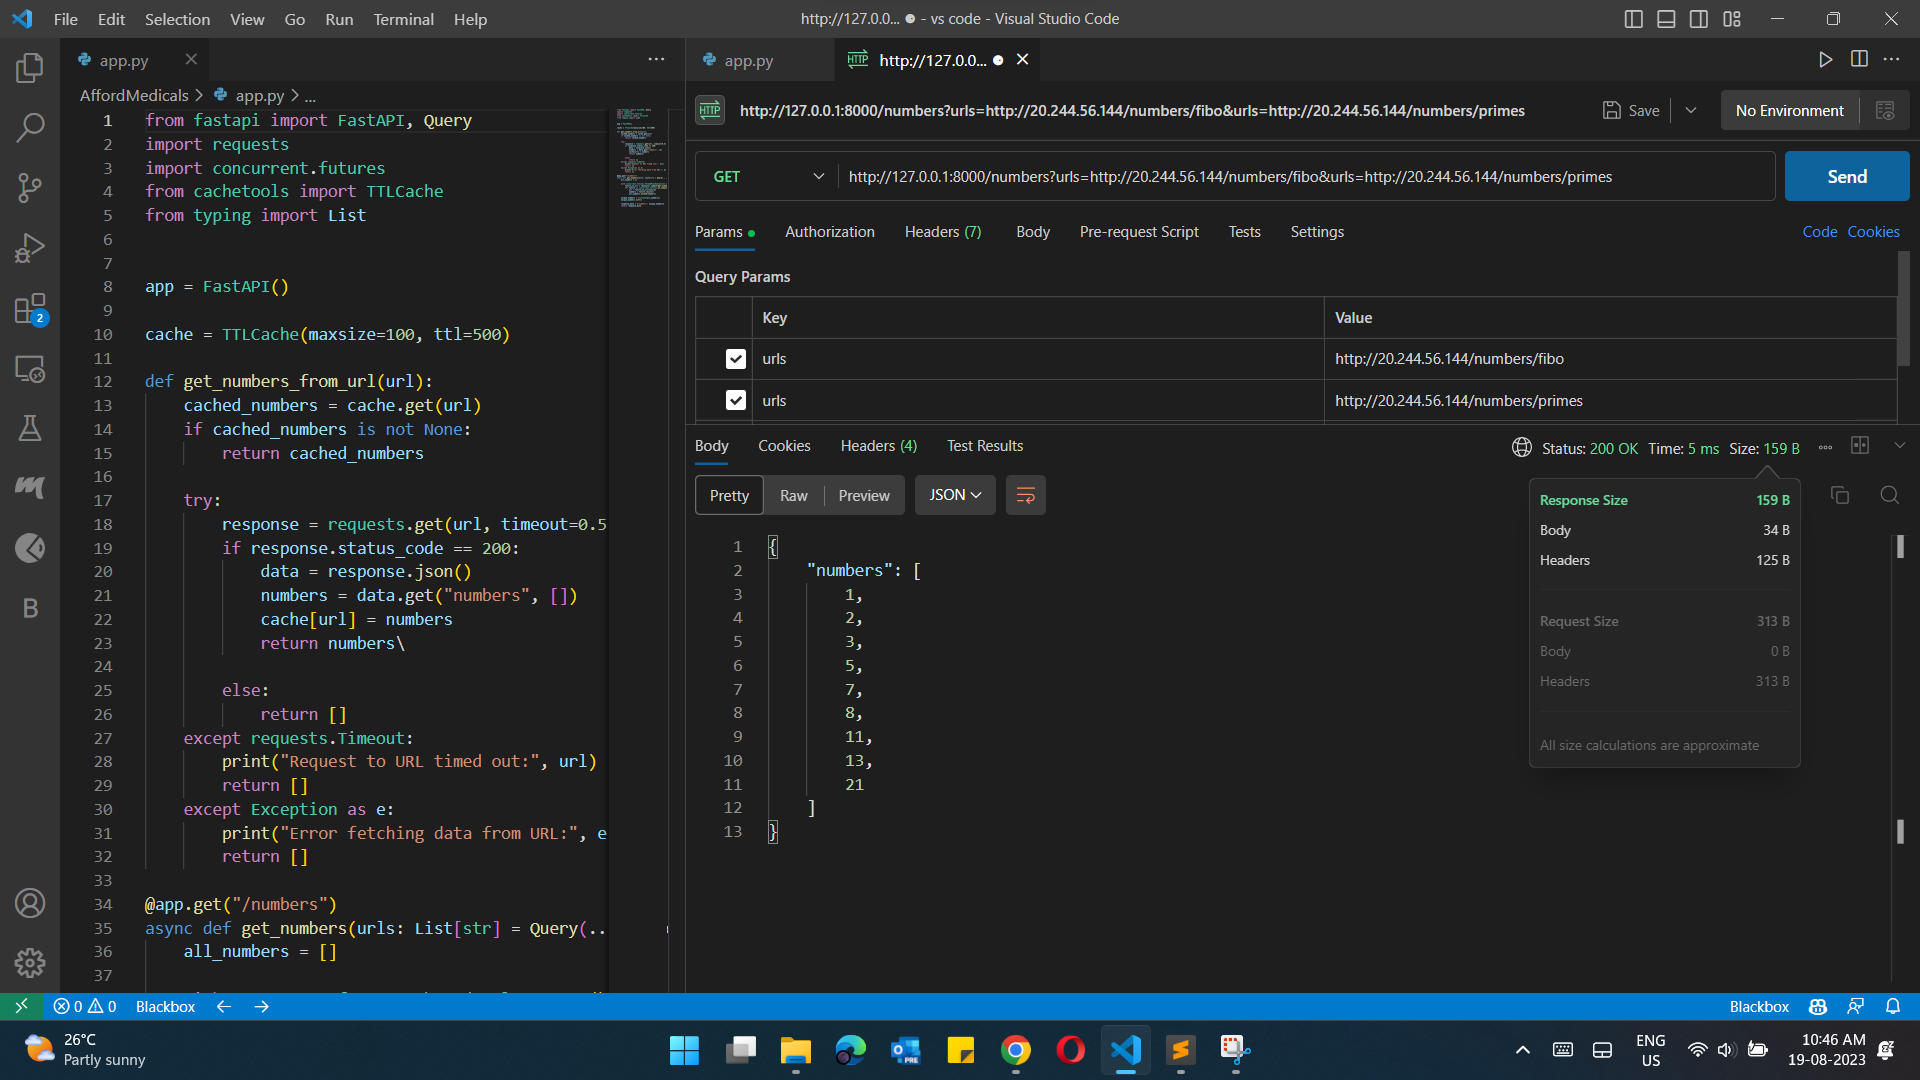 File Edit Selection View Go Run Terminal Help
http://127.0.0... ● - vs code - Visual Studio Code
app.py
AffordMedicals > app.py > ...
1 from fastapi import FastAPI, Query
2 import requests
3 import concurrent.futures
4 from cachetools import TTLCache
5 from typing import List
6
7
8 app = FastAPI()
9
10 cache = TTLCache(maxsize=100, ttl=500)
11
12 def get_numbers_from_url(url):
13 cached_numbers = cache.get(url)
14 if cached_numbers is not None:
15 return cached_numbers
16
17 try:
18 response = requests.get(url, timeout=0.5
19 if response.status_code == 200:
20 data = response.json()
21 numbers = data.get("numbers", [])
22 cache[url] = numbers
23 return numbers\
24
25 else:
26 return []
27 except requests.Timeout:
28 print("Request to URL timed out:", url)
29 return []
30 except Exception as e:
31 print("Error fetching data from URL:", e
32 return []
33
34 @app.get("/numbers")
35 async def get_numbers(urls: List[str] = Query(..
36 all_numbers = []
37
app.py
HTTP http://127.0.0... ●
HTTP http://127.0.0.1:8000/numbers?urls=http://20.244.56.144/numbers/fibo&urls=http://20.244.56.144/numbers/primes
Save
No Environment
GET http://127.0.0.1:8000/numbers?urls=http://20.244.56.144/numbers/fibo&urls=http://20.244.56.144/numbers/primes
Send
Params Authorization Headers (7) Body Pre-request Script Tests Settings Code Cookies
Query Params
Key Value
urls http://20.244.56.144/numbers/fibo
urls http://20.244.56.144/numbers/primes
Body Cookies Headers (4) Test Results
Status: 200 OK Time: 5 ms Size: 159 B
Pretty Raw Preview JSON
Response Size 159 B
Body 34 B
Headers 125 B
Request Size 313 B
Body 0 B
Headers 313 B
All size calculations are approximate
1 {
2 "numbers": [
3 1,
4 2,
5 3,
6 5,
7 7,
8 8,
9 11,
10 13,
11 21
12 ]
13 }
2
B
0 0 Blackbox
Blackbox
26°C
Partly sunny
PRE
ENG
US
10:46 AM
19-08-2023